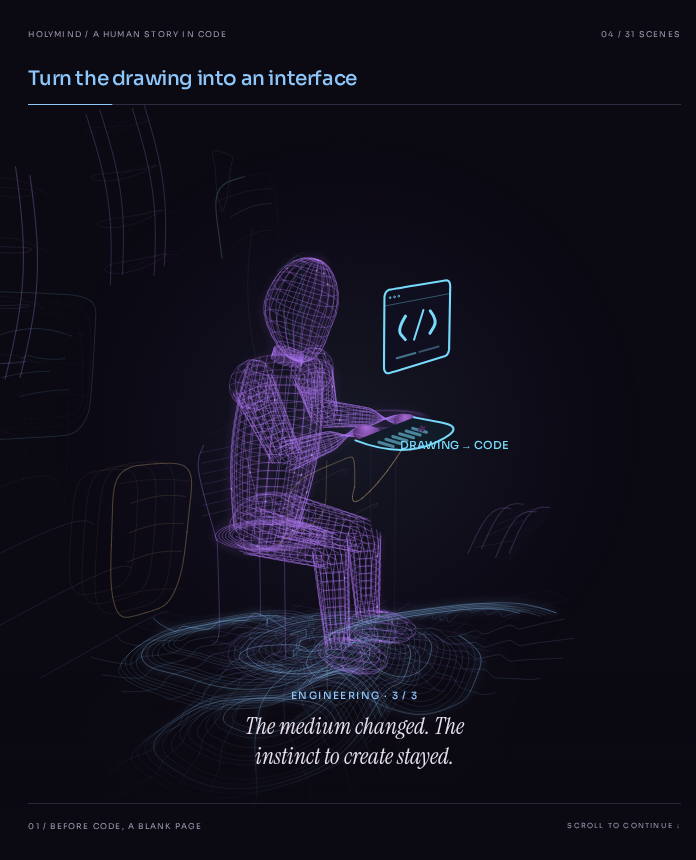 HOLYMIND / A HUMAN STORY IN CODE
04 / 31 SCENES
Turn the drawing into an interface
</>
DRAWING → CODE
ENGINEERING · 3 / 3
The medium changed. The
instinct to create stayed.
01 / BEFORE CODE, A BLANK PAGE
SCROLL TO CONTINUE ↓